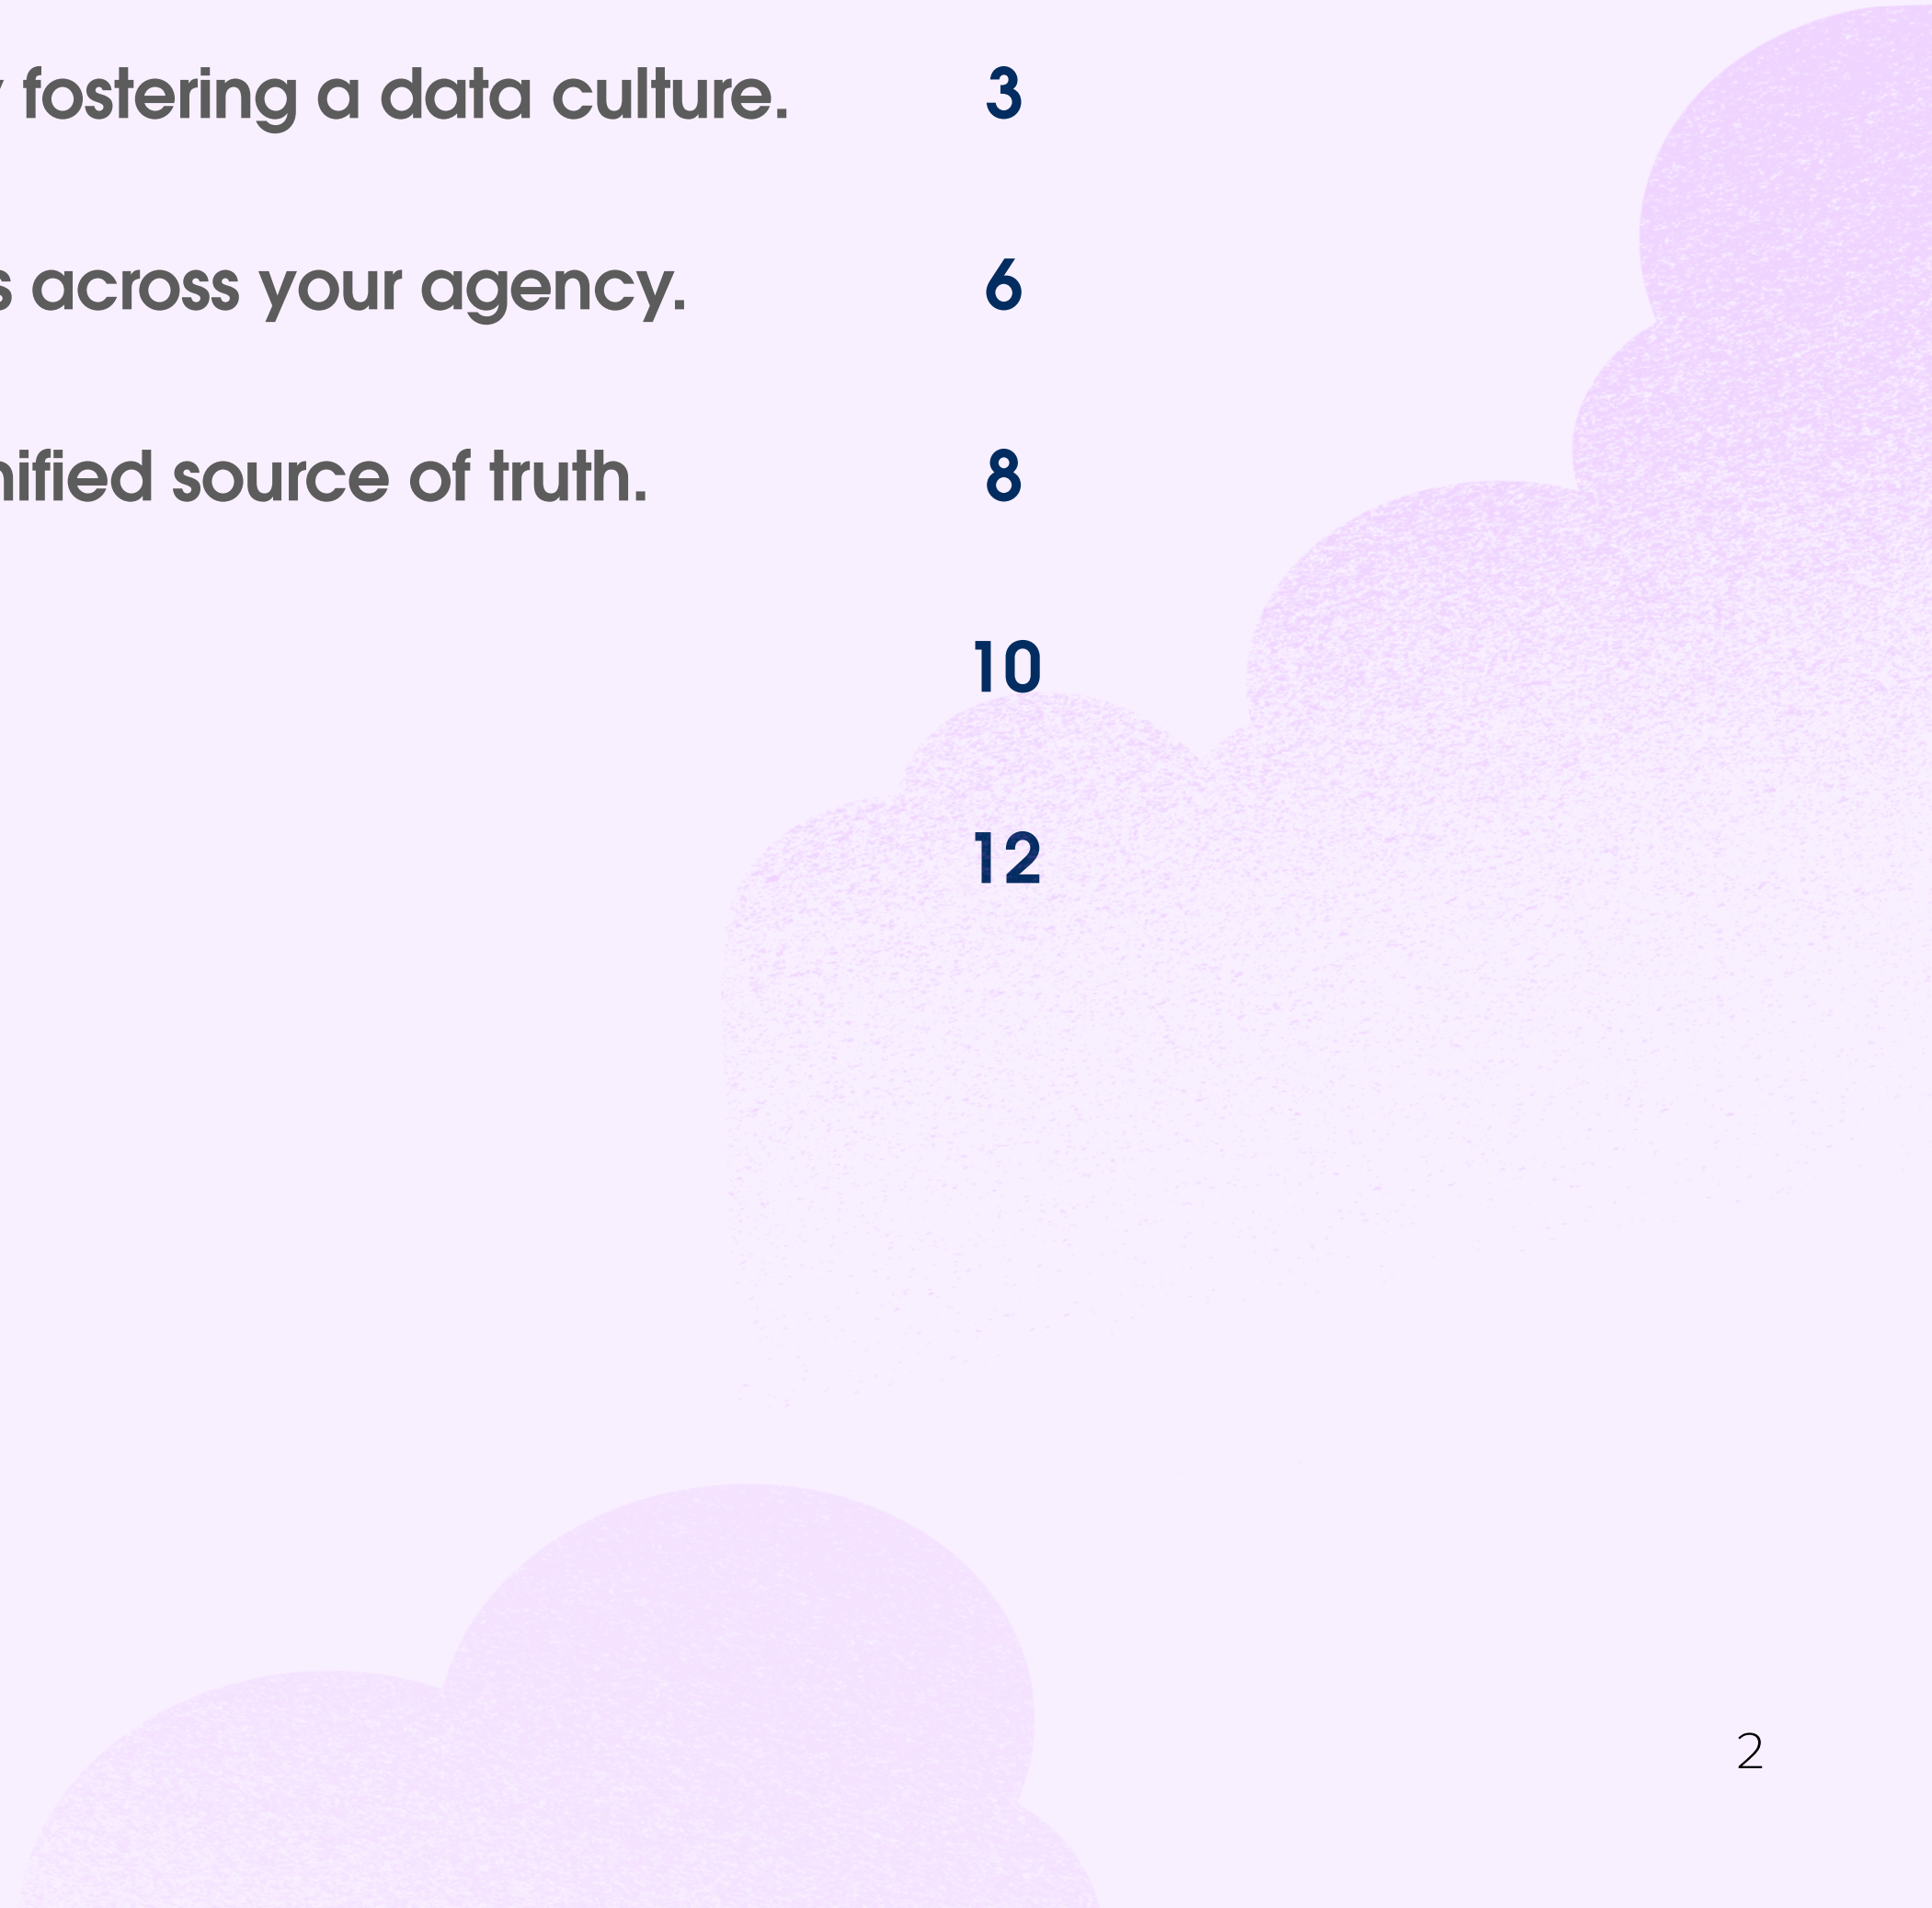 fostering a data culture. 3
across your agency. 6
source of truth. 8
10
12
2